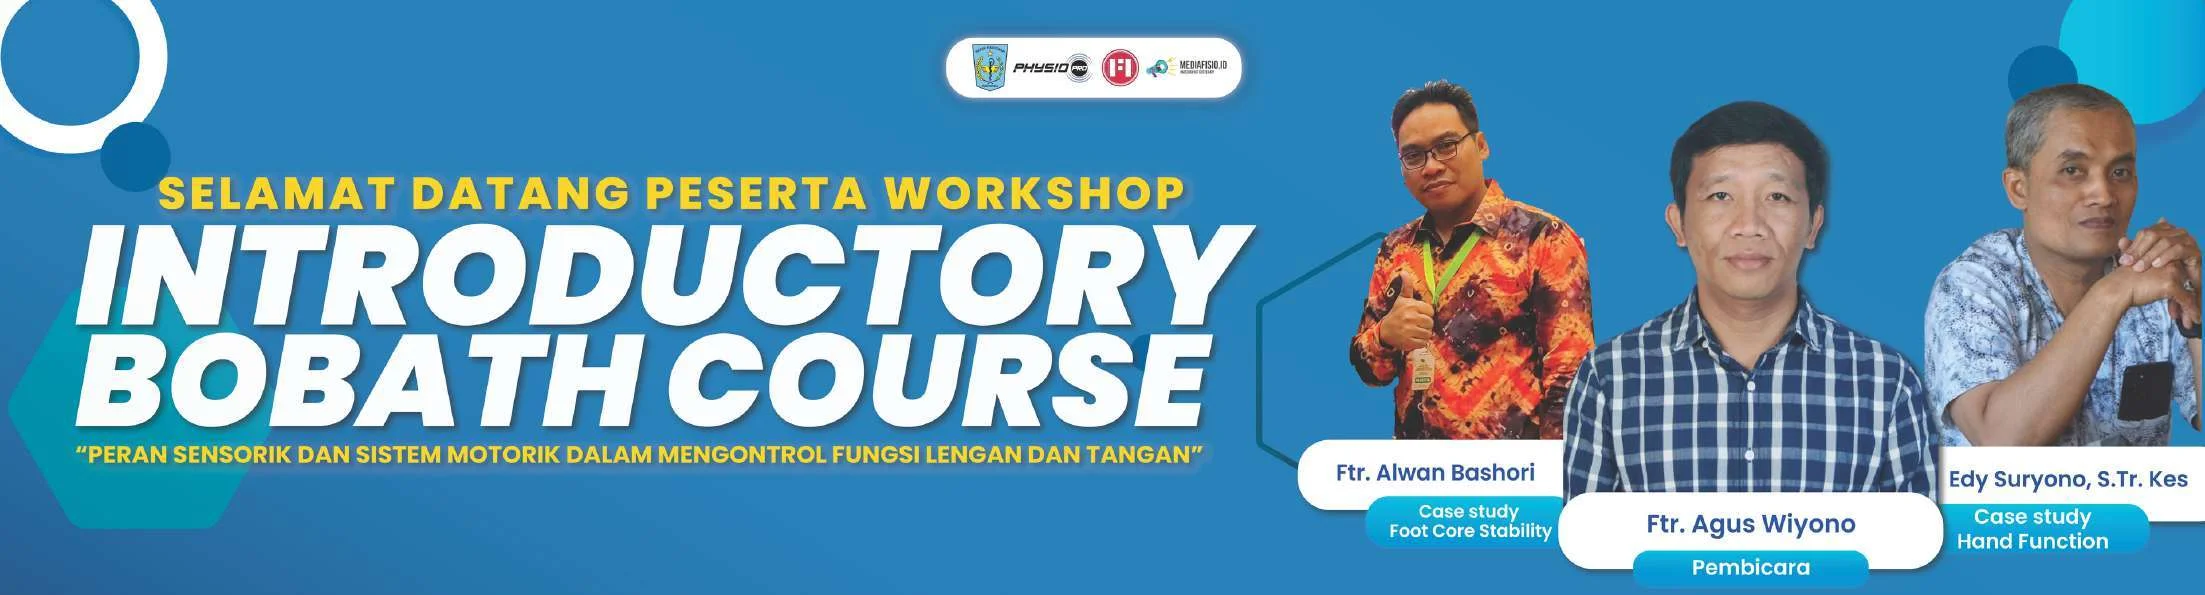 PHYSIO PRO
MEDIAFISIO.ID
SELAMAT DATANG PESERTA WORKSHOP
INTRODUCTORY
BOBATH COURSE
“PERAN SENSORIK DAN SISTEM MOTORIK DALAM MENGONTROL FUNGSI LENGAN DAN TANGAN”
Ftr. Alwan Bashori
Case study
Foot Core Stability
Ftr. Agus Wiyono
Pembicara
Edy Suryono, S.Tr. Kes
Case study
Hand Function